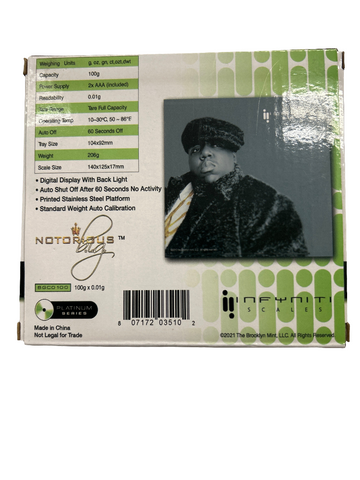 Weighing Units g, oz, gn, ct, ozt, dwt
Capacity 100g
Power Supply 2x AAA (Included)
Readability 0.01g
Tare Range Tare Full Capacity
Operating Temp 10~30ºC, 50 ~ 86ºF
Auto Off 60 Seconds Off
Tray Size 104x92mm
Weight 206g
Scale Size 140x125x17mm
• Digital Display With Back Light
• Auto Shut Off After 60 Seconds No Activity
• Printed Stainless Steel Platform
• Standard Weight Auto Calibration
NOTORIOUS big ™
BGCD100 100g x 0.01g
PLATINUM
SERIES
Made in China
Not Legal for Trade
8 07172 03510 2
INFYNITI
SCALES
©2021 The Brooklyn Mint, LLC. All Rights Reserved.